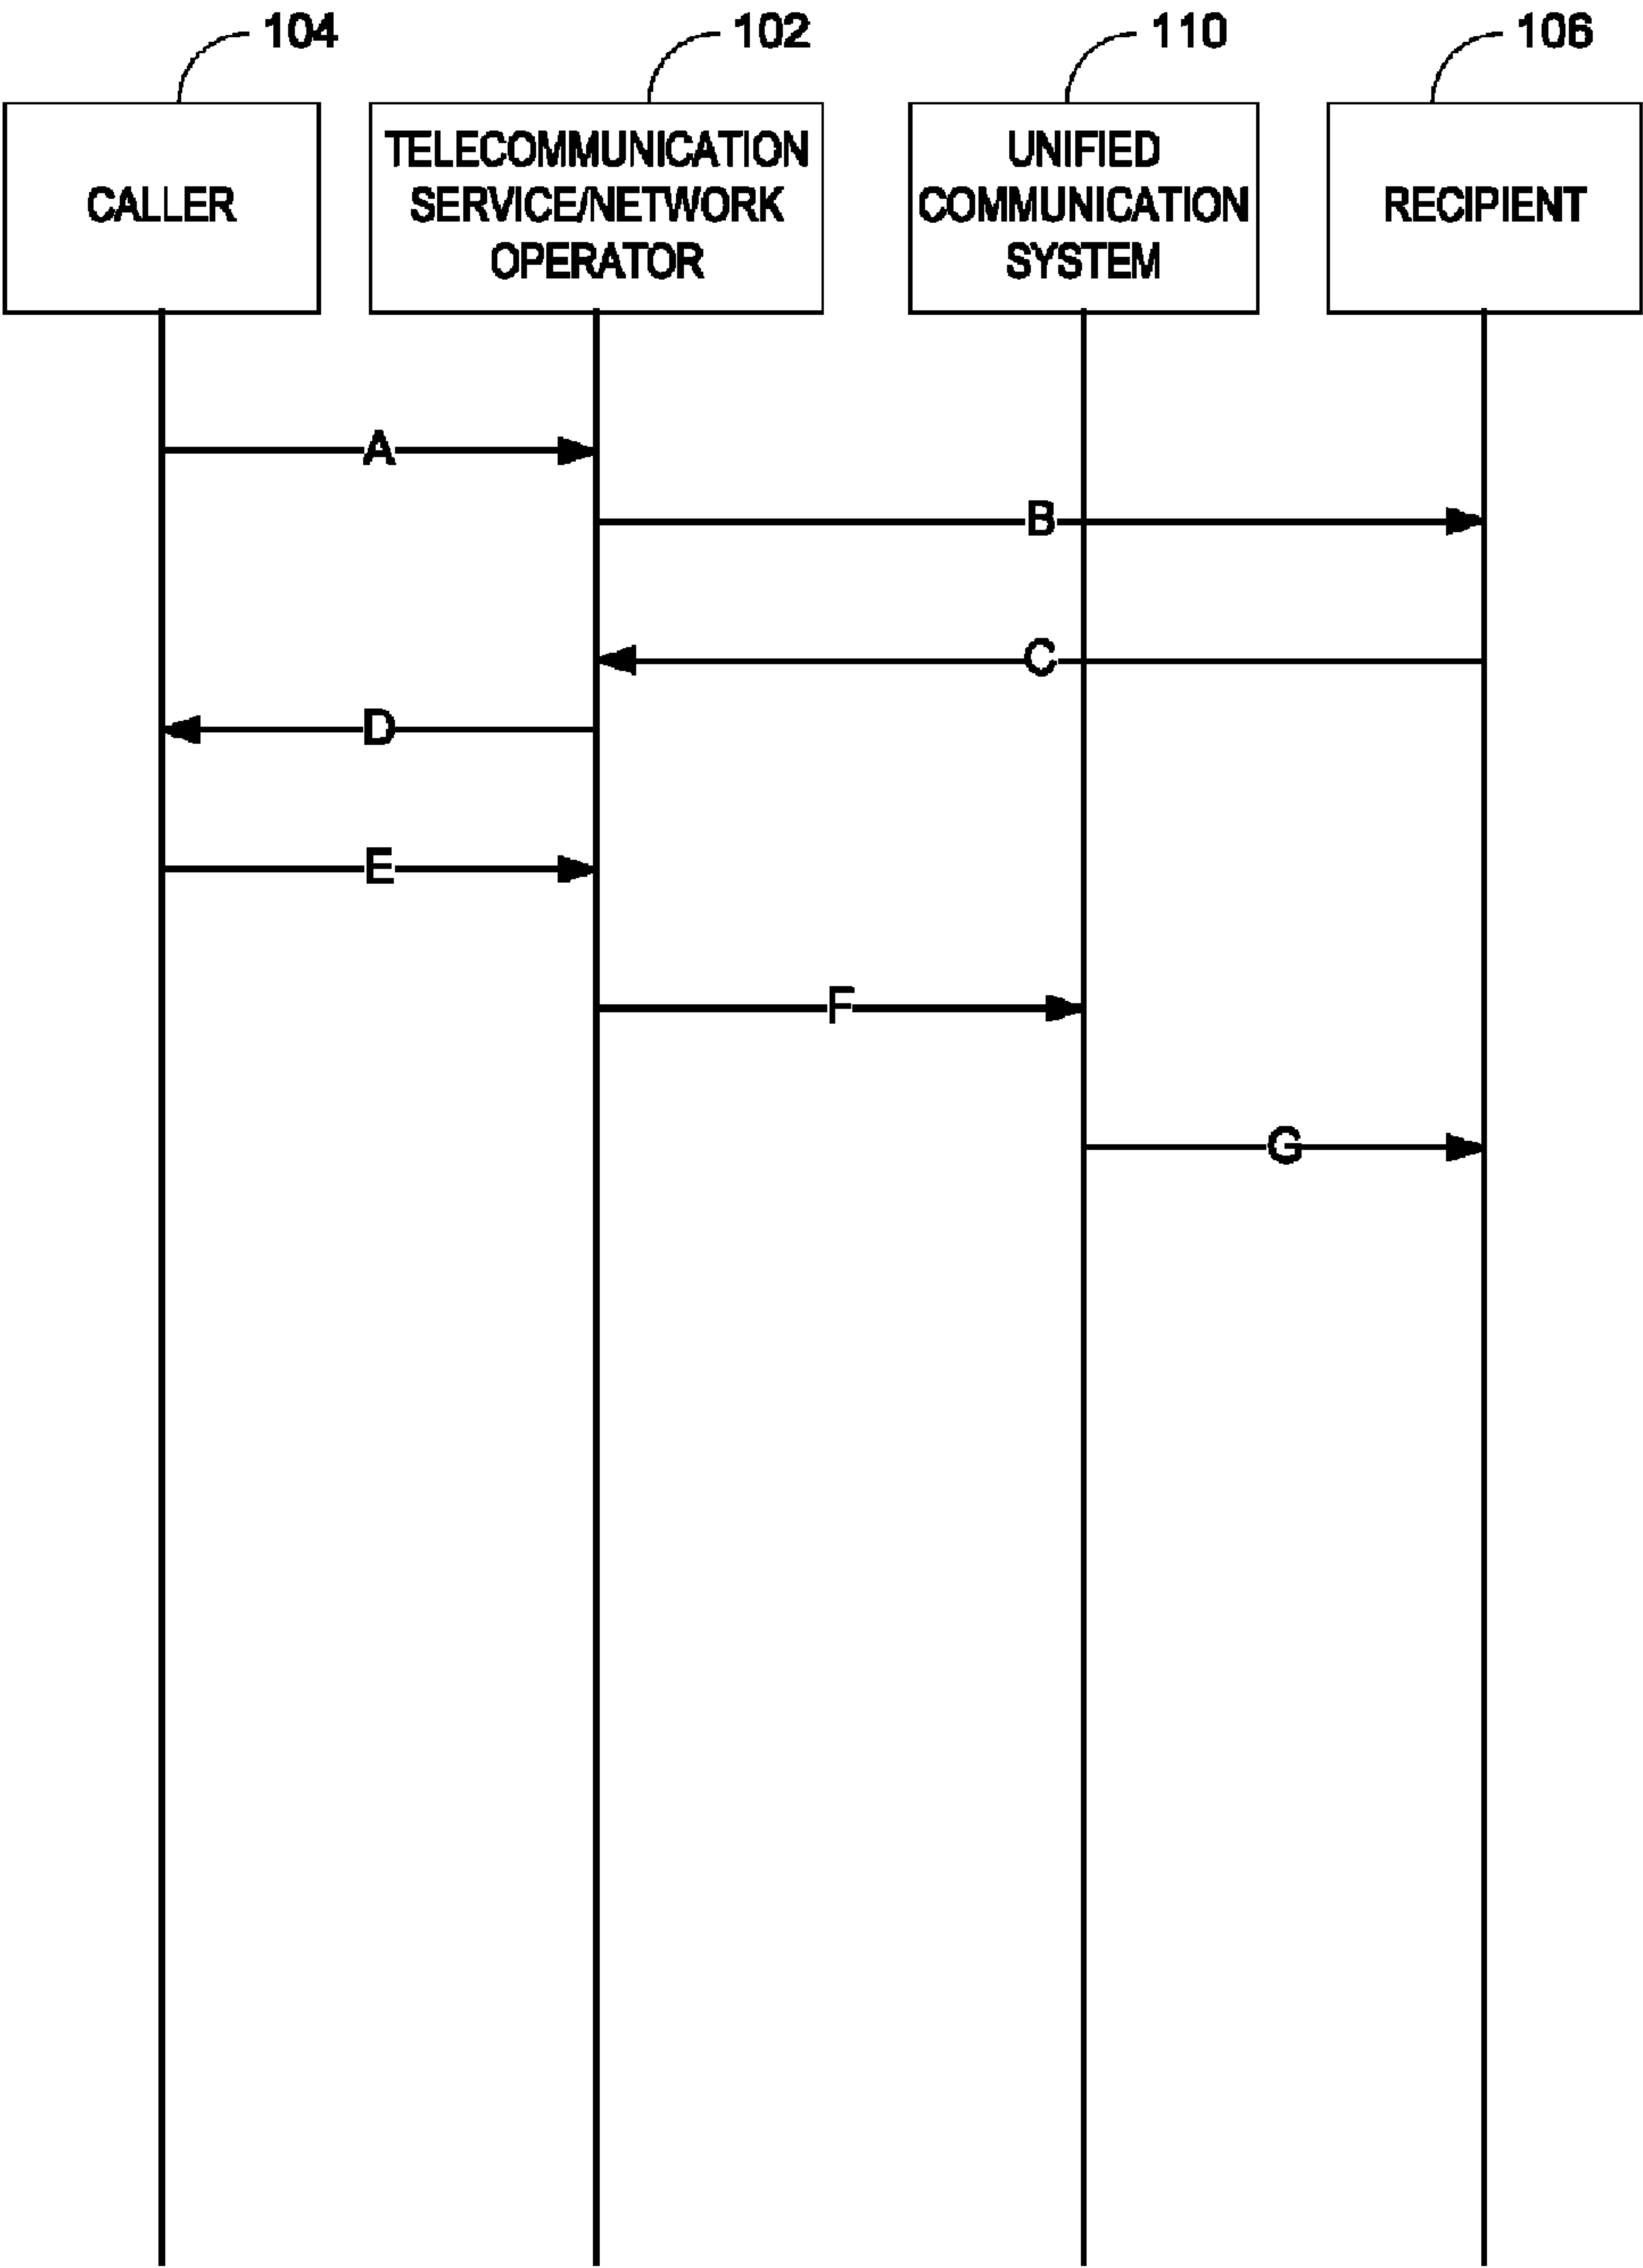 104
102
110
106
CALLER
TELECOMMUNICATION
SERVICE/NETWORK
OPERATOR
UNIFIED
COMMUNICATION
SYSTEM
RECIPIENT
A
B
C
D
E
F
G